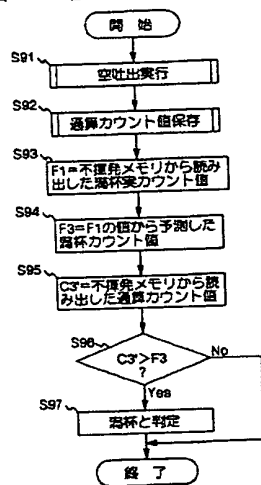 開 始
S91
空吐出実行
S92
通算カウント値保存
S93
F1=不揮発メモリから読み
出した満杯実カウント値
S94
F3=F1の値から予測した
満杯カウント値
S95
C3'=不揮発メモリから読
み出した通算カウント値
S96
C3'>F3
?
No
Yes
S97
満杯と判定
終 了